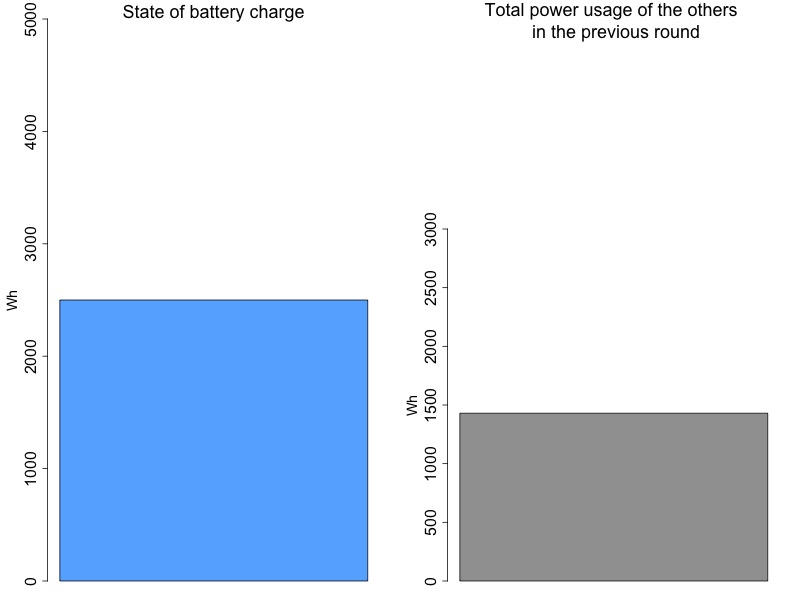 State of battery charge
5000
4000
3000
2000
1000
0
Wh
Total power usage of the others
in the previous round
3000
2500
2000
1500
1000
500
0
Wh